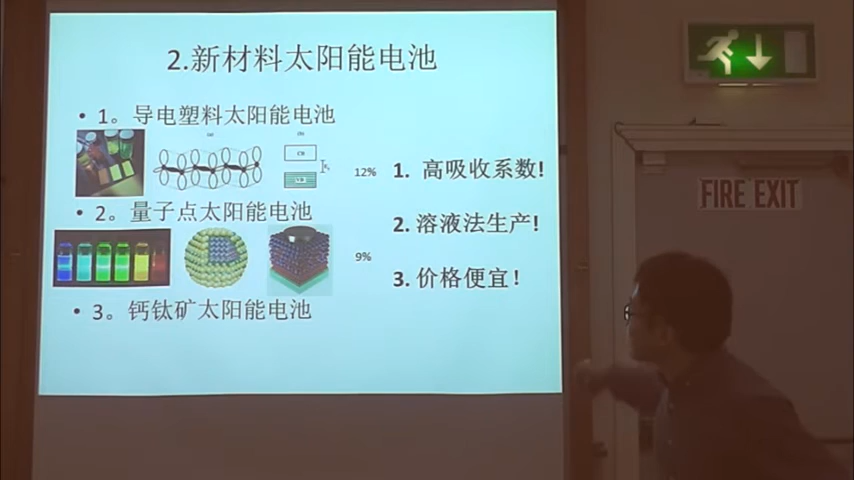 2.新材料太阳能电池
• 1。导电塑料太阳能电池
12%
1. 高吸收系数!
• 2。量子点太阳能电池
2. 溶液法生产!
9%
3. 价格便宜!
• 3。钙钛矿太阳能电池
FIRE EXIT